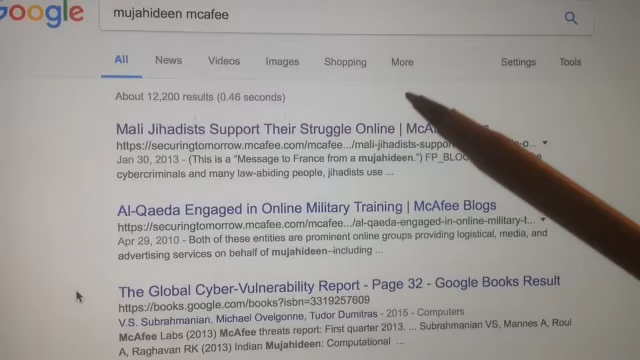 Google
mujahideen mcafee
All News Videos Images Shopping More Settings Tools
About 12,200 results (0.46 seconds)
Mali Jihadists Support Their Struggle Online |
https://securingtomorrow.mcafee.com/mcafee.../mali-jihadists-suppor
Jan 30, 2013 - (This is a "Message to France from a mujahideen.")
cybercriminals and many law-abiding people, jihadists use ...
Al-Qaeda Engaged in Online Military Training | McAfee Blogs
https://securingtomorrow.mcafee.com/mcafee.../al-qaeda-engaged-in-online-military-t...
Apr 29, 2010 - Both of these entities are prominent online groups providing logistical, media, and
advertising services on behalf of mujahideen–including ...
The Global Cyber-Vulnerability Report - Page 32 - Google Books Result
https://books.google.com/books?isbn=3319257609
V.S. Subrahmanian, Michael Ovelgonne, Tudor Dumitras - 2015 - Computers
McAfee Labs (2013) McAfee threats report: First quarter 2013. ... Subrahmanian VS, Mannes A, Roul
A, Raghavan RK (2013) Indian Mujahideen: Computational ...